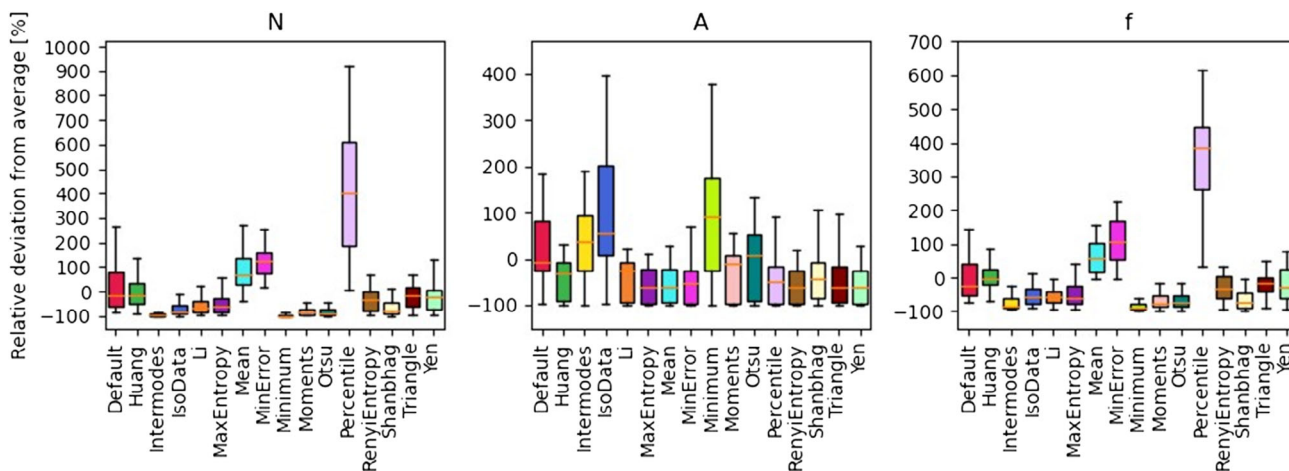 N
A
f
Relative deviation from average [%]
1000
900
800
700
600
500
400
300
200
100
0
−100
400
300
200
100
0
−100
700
600
500
400
300
200
100
0
−100
Default
Huang
Intermodes
IsoData
Li
MaxEntropy
Mean
MinError
Minimum
Moments
Otsu
Percentile
RenyiEntropy
Shanbhag
Triangle
Yen
Default
Huang
Intermodes
IsoData
Li
MaxEntropy
Mean
MinError
Minimum
Moments
Otsu
Percentile
RenyiEntropy
Shanbhag
Triangle
Yen
Default
Huang
Intermodes
IsoData
Li
MaxEntropy
Mean
MinError
Minimum
Moments
Otsu
Percentile
RenyiEntropy
Shanbhag
Triangle
Yen